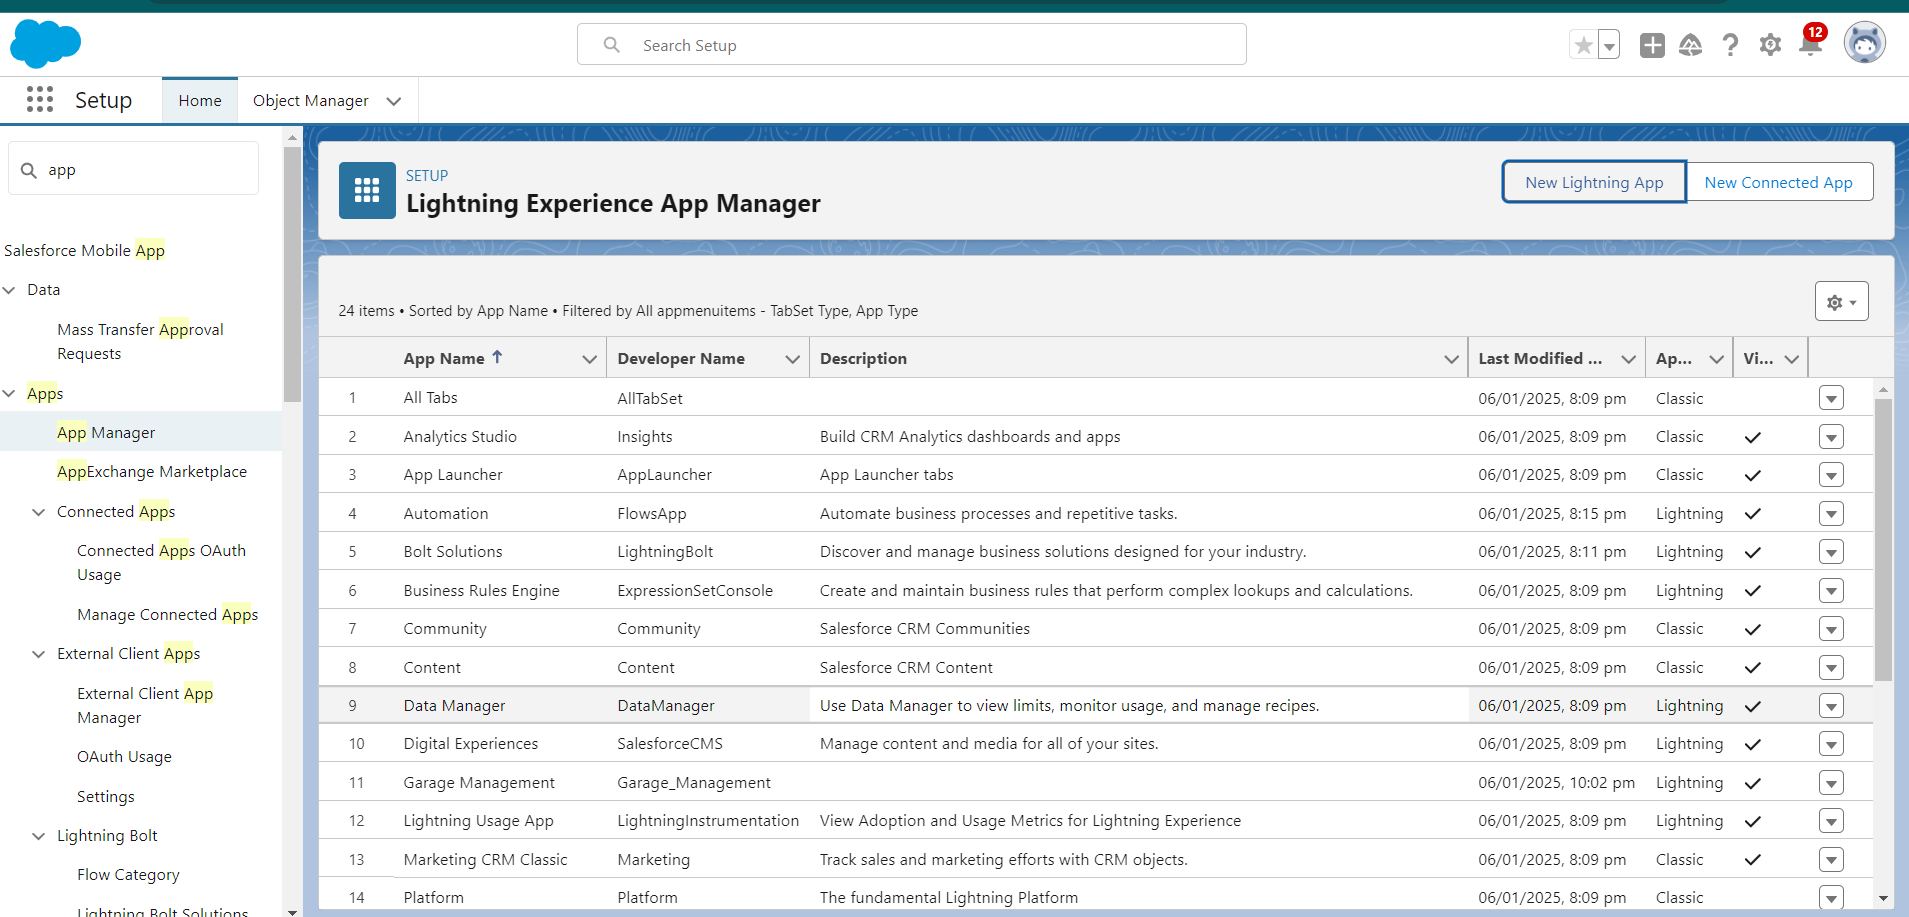 Search Setup
12
Setup
Home
Object Manager
app
Salesforce Mobile App
Data
Mass Transfer Approval
Requests
Apps
App Manager
AppExchange Marketplace
Connected Apps
Connected Apps OAuth
Usage
Manage Connected Apps
External Client Apps
External Client App
Manager
OAuth Usage
Settings
Lightning Bolt
Flow Category
Lightning Bolt Solutions
SETUP
Lightning Experience App Manager
New Lightning App
New Connected App
24 items • Sorted by App Name • Filtered by All appmenuitems - TabSet Type, App Type
App Name Developer Name Description Last Modified ... Ap... Vi...
1 All Tabs AllTabSet 06/01/2025, 8:09 pm Classic
2 Analytics Studio Insights Build CRM Analytics dashboards and apps 06/01/2025, 8:09 pm Classic
3 App Launcher AppLauncher App Launcher tabs 06/01/2025, 8:09 pm Classic
4 Automation FlowsApp Automate business processes and repetitive tasks. 06/01/2025, 8:15 pm Lightning
5 Bolt Solutions LightningBolt Discover and manage business solutions designed for your industry. 06/01/2025, 8:11 pm Lightning
6 Business Rules Engine ExpressionSetConsole Create and maintain business rules that perform complex lookups and calculations. 06/01/2025, 8:09 pm Lightning
7 Community Community Salesforce CRM Communities 06/01/2025, 8:09 pm Classic
8 Content Content Salesforce CRM Content 06/01/2025, 8:09 pm Classic
9 Data Manager DataManager Use Data Manager to view limits, monitor usage, and manage recipes. 06/01/2025, 8:09 pm Lightning
10 Digital Experiences SalesforceCMS Manage content and media for all of your sites. 06/01/2025, 8:09 pm Lightning
11 Garage Management Garage_Management 06/01/2025, 10:02 pm Lightning
12 Lightning Usage App LightningInstrumentation View Adoption and Usage Metrics for Lightning Experience 06/01/2025, 8:09 pm Lightning
13 Marketing CRM Classic Marketing Track sales and marketing efforts with CRM objects. 06/01/2025, 8:09 pm Classic
14 Platform Platform The fundamental Lightning Platform 06/01/2025, 8:09 pm Classic